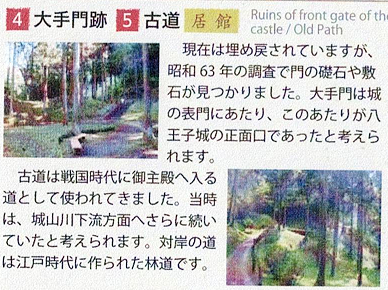 4 大手門跡 5 古道 居館 Ruins of front gate of the
castle / Old Path
現在は埋め戻されていますが、
昭和 63 年の調査で門の礎石や敷
石が見つかりました。大手門は城
の表門にあたり、このあたりが八
王子城の正面口であったと考えら
れます。
古道は戦国時代に御主殿へ入る
道として使われてきました。当時
は、城山川下流方面へさらに続い
ていたと考えられます。対岸の道
は江戸時代に作られた林道です。